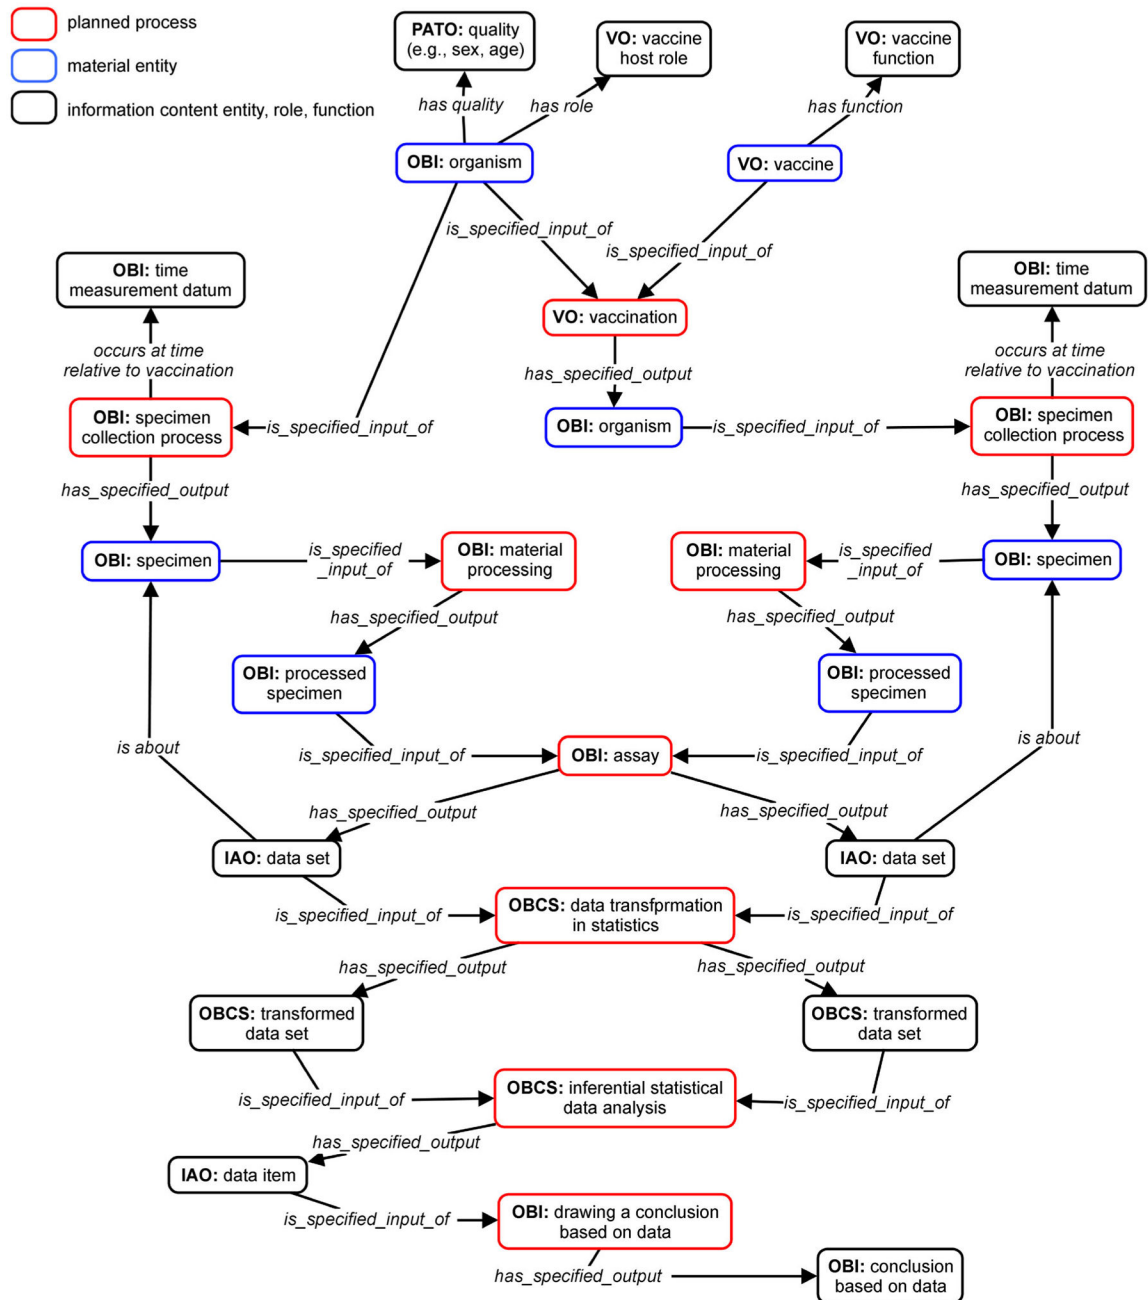 planned process
material entity
information content entity, role, function
PATO: quality
(e.g., sex, age)
VO: vaccine
host role
VO: vaccine
function
has quality
has role
has function
OBI: organism
VO: vaccine
is_specified_input_of
is_specified_input_of
OBI: time
measurement datum
OBI: time
measurement datum
VO: vaccination
occurs at time
relative to vaccination
occurs at time
relative to vaccination
has_specified_output
OBI: specimen
collection process
is_specified_input_of
OBI: organism
is_specified_input_of
OBI: specimen
collection process
has_specified_output
has_specified_output
OBI: specimen
is_specified
_input_of
OBI: material
processing
OBI: material
processing
is_specified
_input_of
OBI: specimen
has_specified_output
has_specified_output
OBI: processed
specimen
OBI: processed
specimen
is about
is_specified_input_of
OBI: assay
is_specified_input_of
is about
has_specified_output
has_specified_output
IAO: data set
IAO: data set
is_specified_input_of
OBCS: data transfprmation
in statistics
is_specified_input_of
has_specified_output
has_specified_output
OBCS: transformed
data set
OBCS: transformed
data set
is_specified_input_of
OBCS: inferential statistical
data analysis
is_specified_input_of
has_specified_output
IAO: data item
is_specified_input_of
OBI: drawing a conclusion
based on data
has_specified_output
OBI: conclusion
based on data